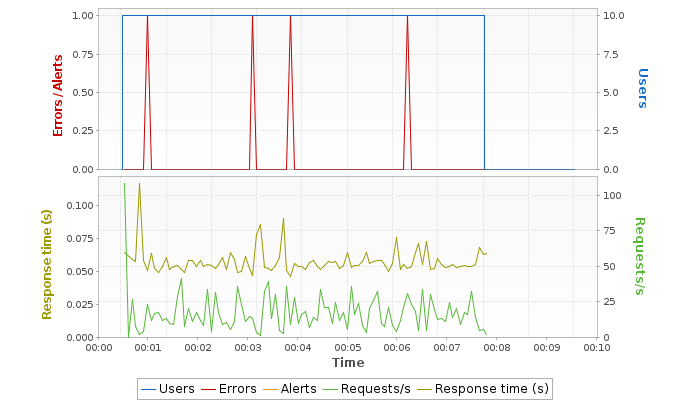 1.00
0.75
0.50
0.25
0.00
Errors / Alerts
10.0
7.5
5.0
2.5
0.0
Users
0.100
0.075
0.050
0.025
0.000
Response time (s)
100
75
50
25
0
Requests/s
00:00 00:01 00:02 00:03 00:04 00:05 00:06 00:07 00:08 00:09 00:10
Time
Users Errors Alerts Requests/s Response time (s)